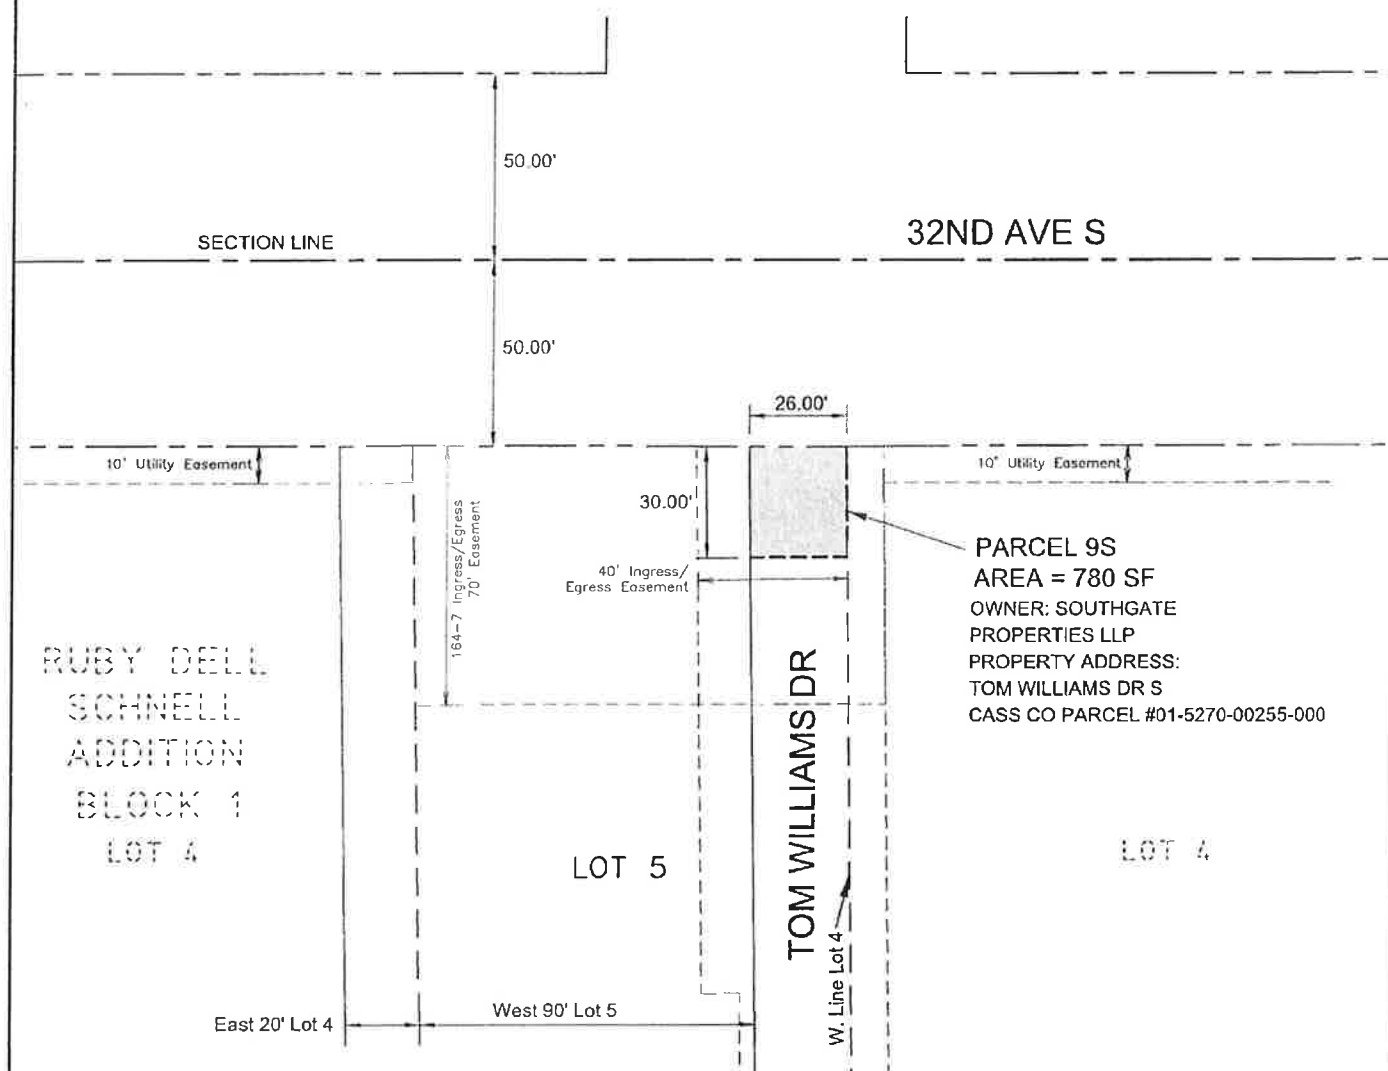 50.00'
SECTION LINE
32ND AVE S
50.00'
26.00'
10' Utility Easement
10' Utility Easement
30.00'
164-7 Ingress/Egress
70' Easement
40' Ingress/
Egress Easement
PARCEL 9S
AREA = 780 SF
OWNER: SOUTHGATE
PROPERTIES LLP
PROPERTY ADDRESS:
TOM WILLIAMS DR S
CASS CO PARCEL #01-5270-00255-000
RUBY DELL
SCHNELL
ADDITION
BLOCK 1
LOT 4
LOT 5
TOM WILLIAMS DR
W. Line Lot 4
LOT 4
East 20' Lot 4
West 90' Lot 5